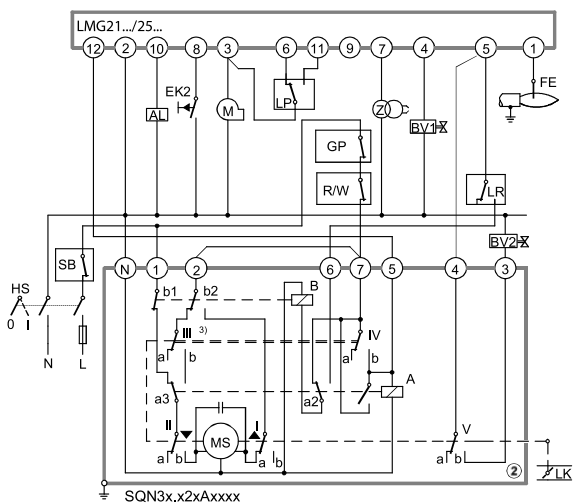 LMG21.../25...
12 2 10 8 3 6 11 9 7 4 5 1
EK2 FE
AL M LP Z BV1
GP
R/W LR
SB BV2
HS N 1 2 6 7 5 4 3
0 I
b1 b2 B
N L
III 3) IV
a b a b
A
a3 a2
II I V
MS
a b a b a b
LK
2
SQN3x.x2xAxxxx